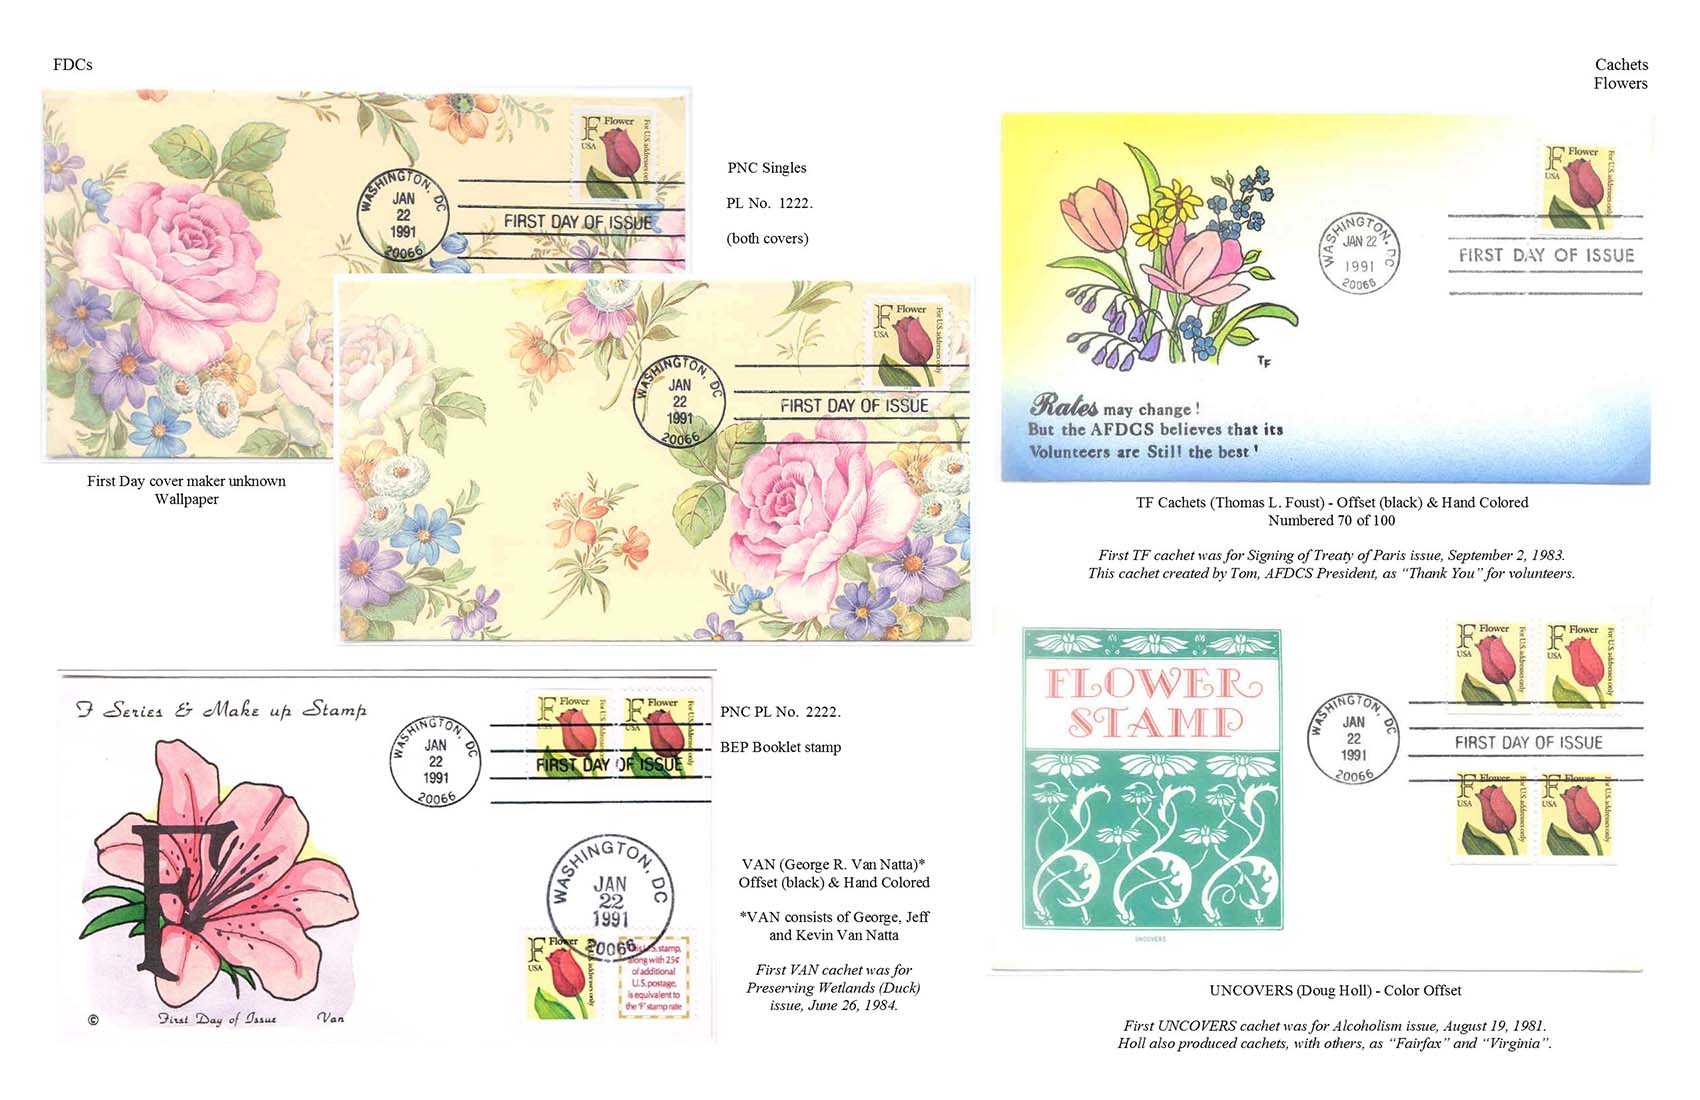 FDCs
Cachets
Flowers
F Flower
USA
For U.S. addresses only
WASHINGTON, DC
JAN
22
1991
20066
FIRST DAY OF ISSUE
PNC Singles
PL No. 1222.
(both covers)
F Flower
USA
For U.S. addresses only
WASHINGTON, DC
JAN
22
1991
20066
FIRST DAY OF ISSUE
First Day cover maker unknown
Wallpaper
F Series & Make up Stamp
F Flower
USA
F Flower
USA
For U.S. addresses only
WASHINGTON, DC
JAN
22
1991
20066
FIRST DAY OF ISSUE
WASHINGTON, DC
JAN
22
1991
20066
F Flower
USA
For U.S. addresses only
This U.S. stamp,
along with 25¢
of additional
U.S. postage,
is equivalent to
the 'F' stamp rate
F
© First Day of Issue Van
PNC PL No. 2222.
BEP Booklet stamp
VAN (George R. Van Natta)*
Offset (black) & Hand Colored
*VAN consists of George, Jeff
and Kevin Van Natta
First VAN cachet was for
Preserving Wetlands (Duck)
issue, June 26, 1984.
F Flower
USA
For U.S. addresses only
WASHINGTON, DC
JAN 22
1991
20066
FIRST DAY OF ISSUE
TF
Rates may change !
But the AFDCS believes that its
Volunteers are Still the best '
TF Cachets (Thomas L. Foust) - Offset (black) & Hand Colored
Numbered 70 of 100
First TF cachet was for Signing of Treaty of Paris issue, September 2, 1983.
This cachet created by Tom, AFDCS President, as “Thank You” for volunteers.
FLOWER
STAMP
UNCOVERS
F Flower
USA
For U.S. addresses only
F Flower
USA
For U.S. addresses only
WASHINGTON, DC
JAN
22
1991
20066
FIRST DAY OF ISSUE
F Flower
USA
For U.S. addresses only
F Flower
USA
For U.S. addresses only
UNCOVERS (Doug Holl) - Color Offset
First UNCOVERS cachet was for Alcoholism issue, August 19, 1981.
Holl also produced cachets, with others, as “Fairfax” and “Virginia”.